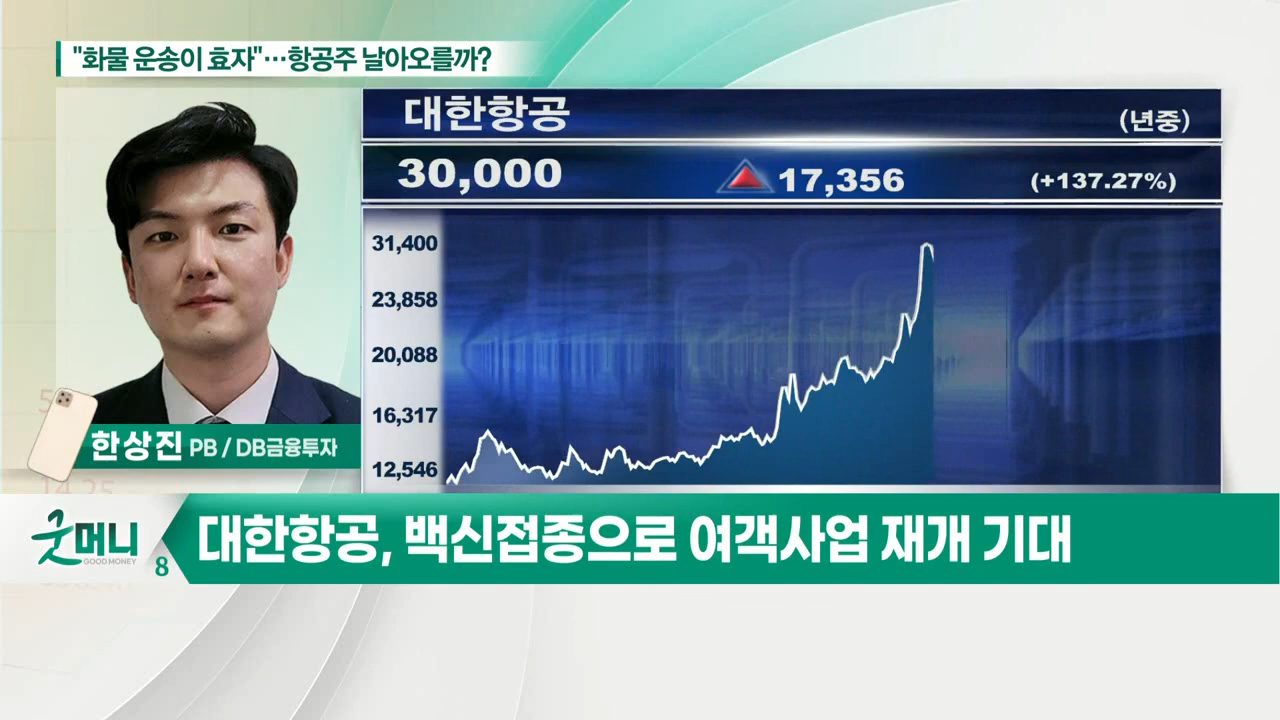 "화물 운송이 효자"…항공주 날아오를까?
대한항공 (년중)
30,000 ▲ 17,356 (+137.27%)
31,400
23,858
20,088
16,317
12,546
한상진 PB / DB금융투자
굿머니
GOOD MONEY
8
대한항공, 백신접종으로 여객사업 재개 기대